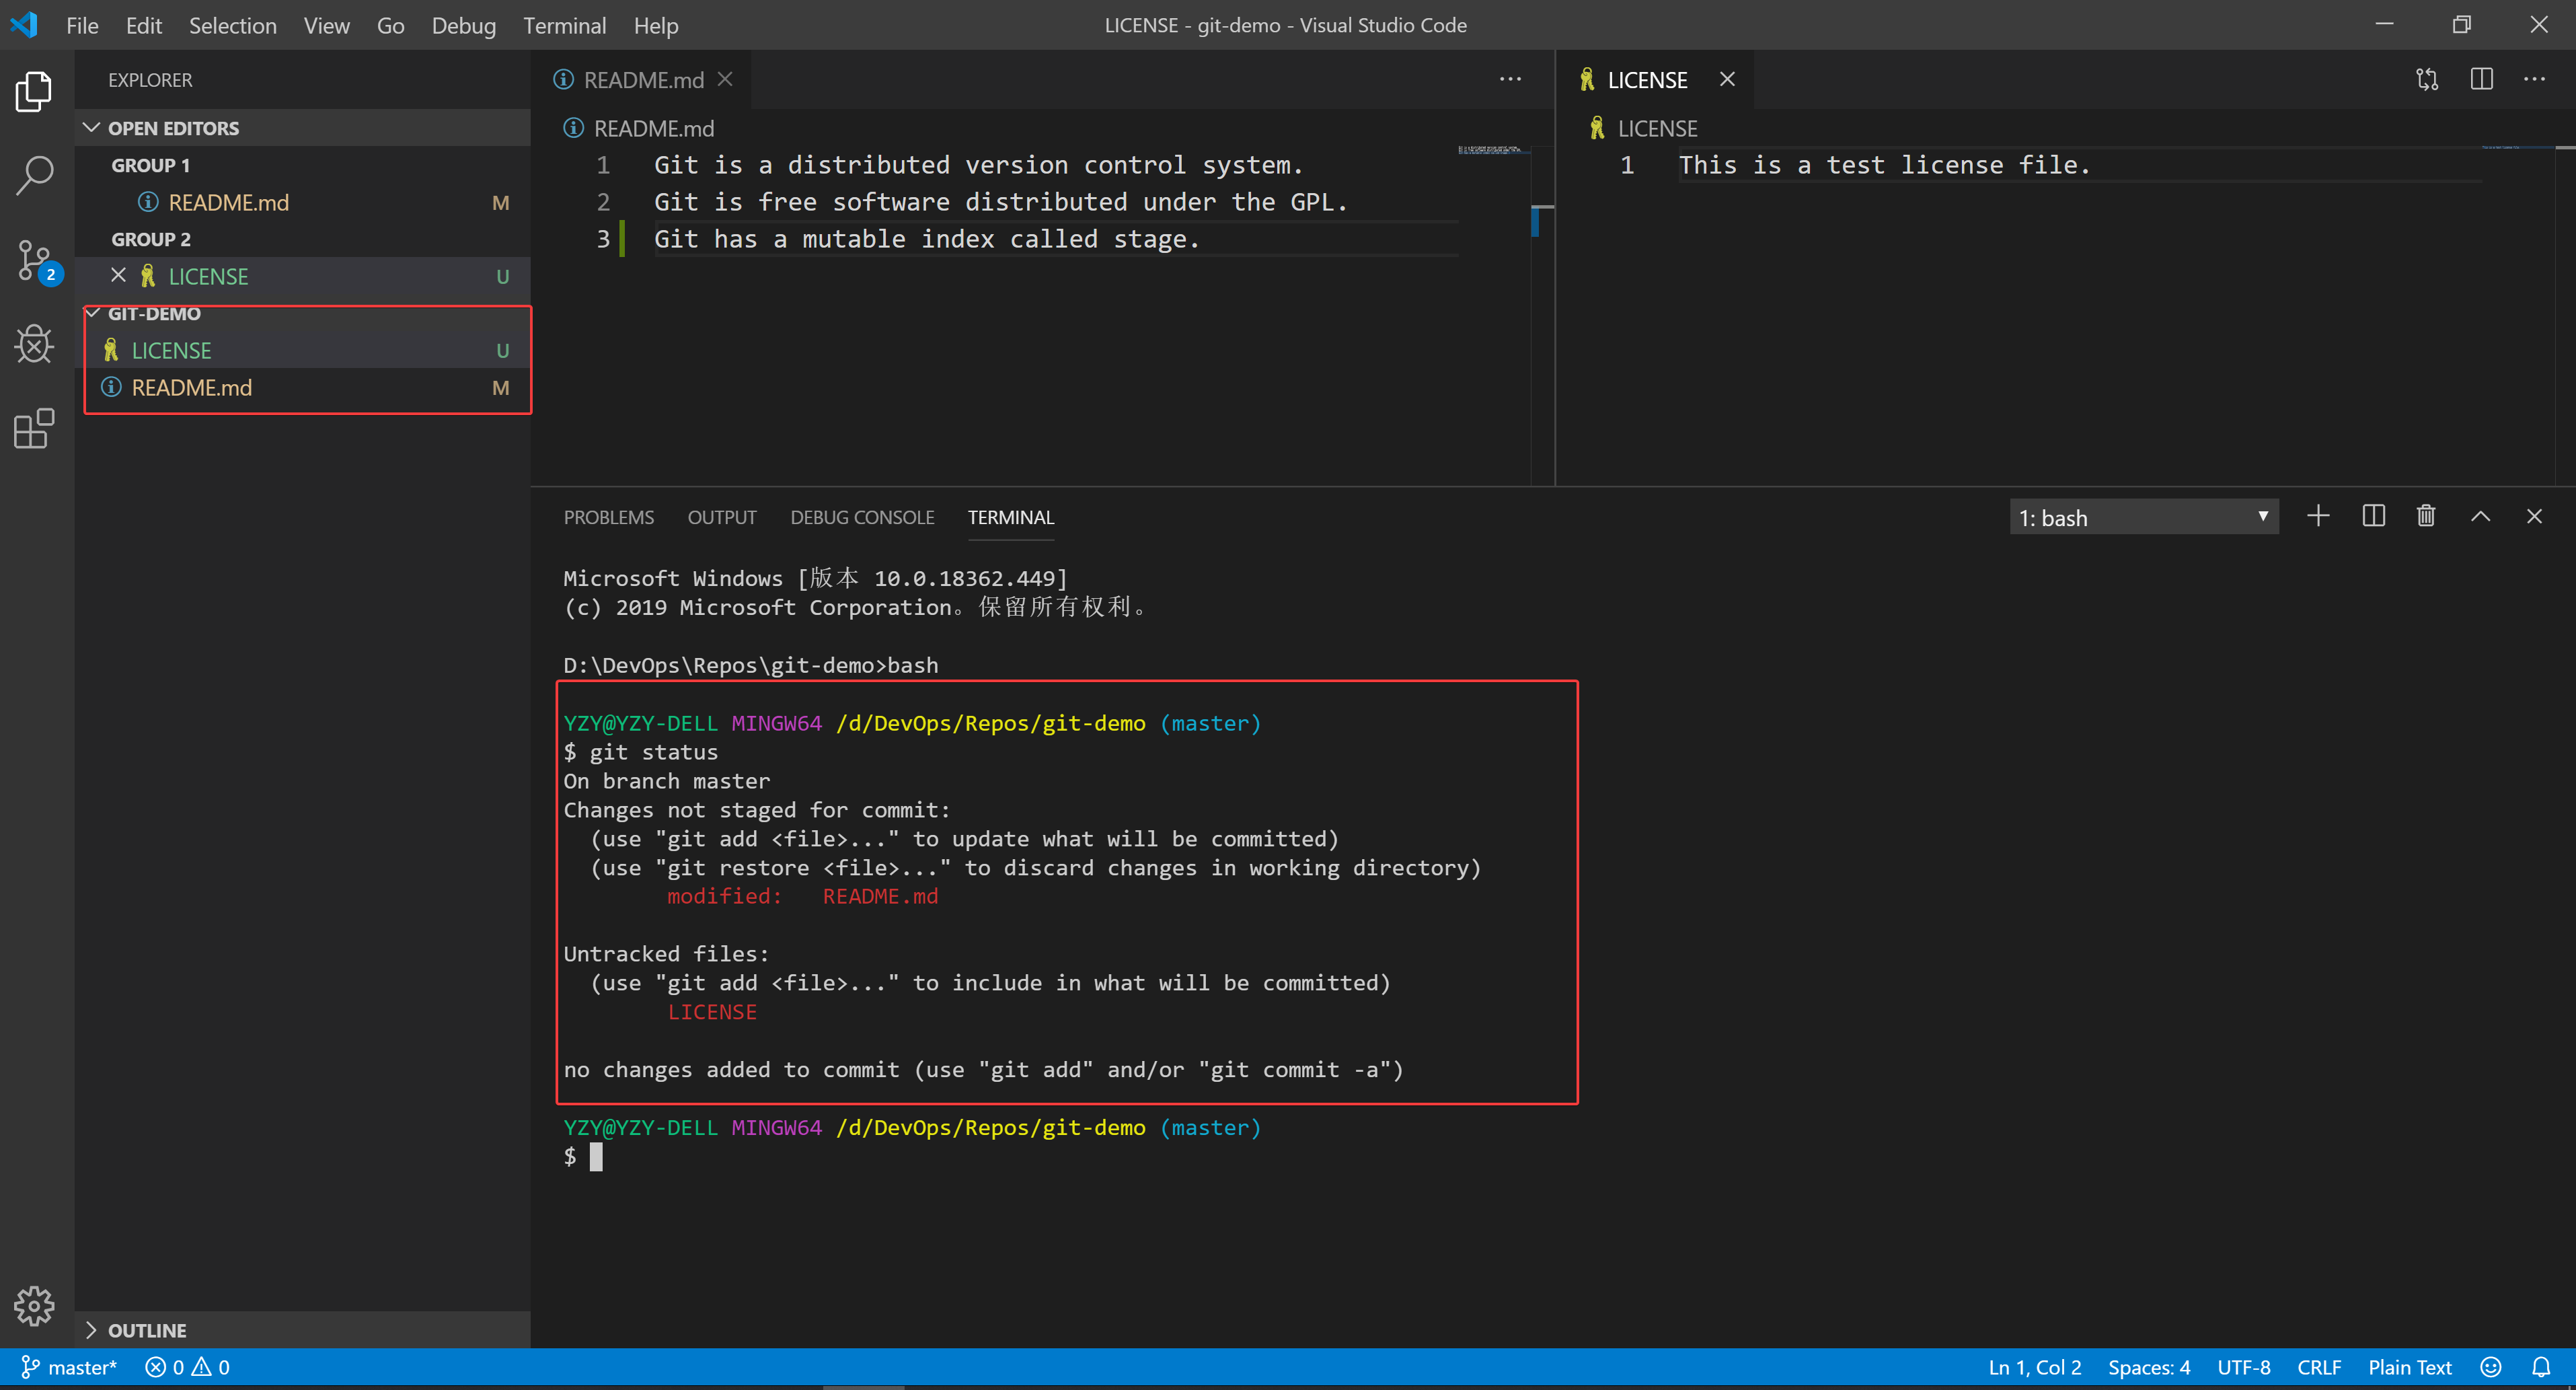 File Edit Selection View Go Debug Terminal Help
LICENSE - git-demo - Visual Studio Code
EXPLORER
OPEN EDITORS
GROUP 1
README.md M
GROUP 2
LICENSE U
GIT-DEMO
LICENSE U
README.md M
OUTLINE
2
README.md
README.md
1 Git is a distributed version control system.
2 Git is free software distributed under the GPL.
3 Git has a mutable index called stage.
LICENSE
LICENSE
1 This is a test license file.
PROBLEMS OUTPUT DEBUG CONSOLE TERMINAL
1: bash
Microsoft Windows [版本 10.0.18362.449]
(c) 2019 Microsoft Corporation。保留所有权利。
D:\DevOps\Repos\git-demo>bash
YZY@YZY-DELL MINGW64 /d/DevOps/Repos/git-demo (master)
$ git status
On branch master
Changes not staged for commit:
(use "git add <file>..." to update what will be committed)
(use "git restore <file>..." to discard changes in working directory)
modified: README.md
Untracked files:
(use "git add <file>..." to include in what will be committed)
LICENSE
no changes added to commit (use "git add" and/or "git commit -a")
YZY@YZY-DELL MINGW64 /d/DevOps/Repos/git-demo (master)
$
master* 0 0
Ln 1, Col 2 Spaces: 4 UTF-8 CRLF Plain Text